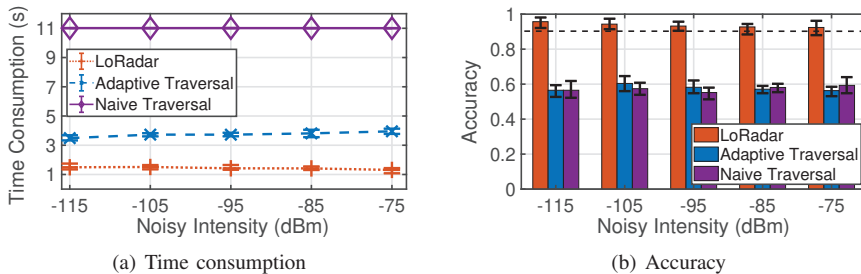 Time Consumption (s)
11
9
7
5
3
1
LoRadar
Adaptive Traversal
Naive Traversal
-115 -105 -95 -85 -75
Noisy Intensity (dBm)
(a) Time consumption
Accuracy
1
0.8
0.6
0.4
0.2
0
LoRadar
Adaptive Traversal
Naive Traversal
-115 -105 -95 -85 -75
Noisy Intensity (dBm)
(b) Accuracy